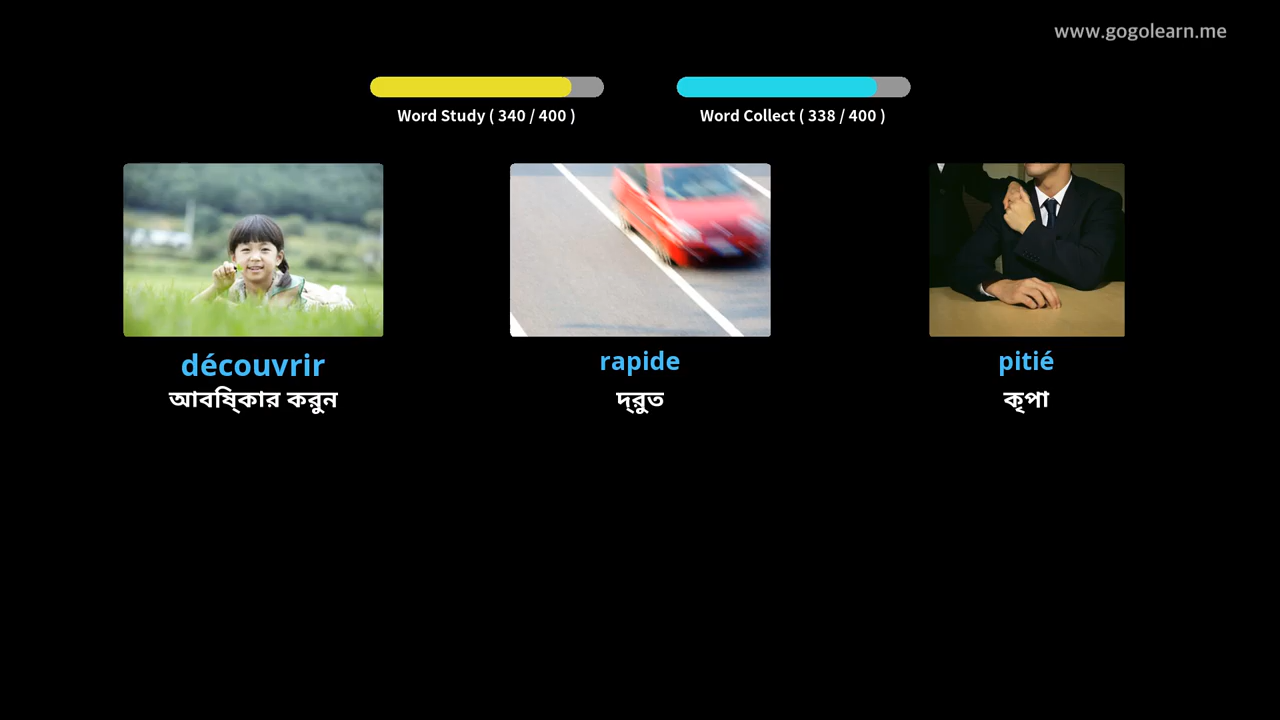 www.gogolearn.me
Word Study ( 340 / 400 )
Word Collect ( 338 / 400 )
découvrir
rapide
pitié
আবিষ্কার করুন
দ্রুত
কৃপা